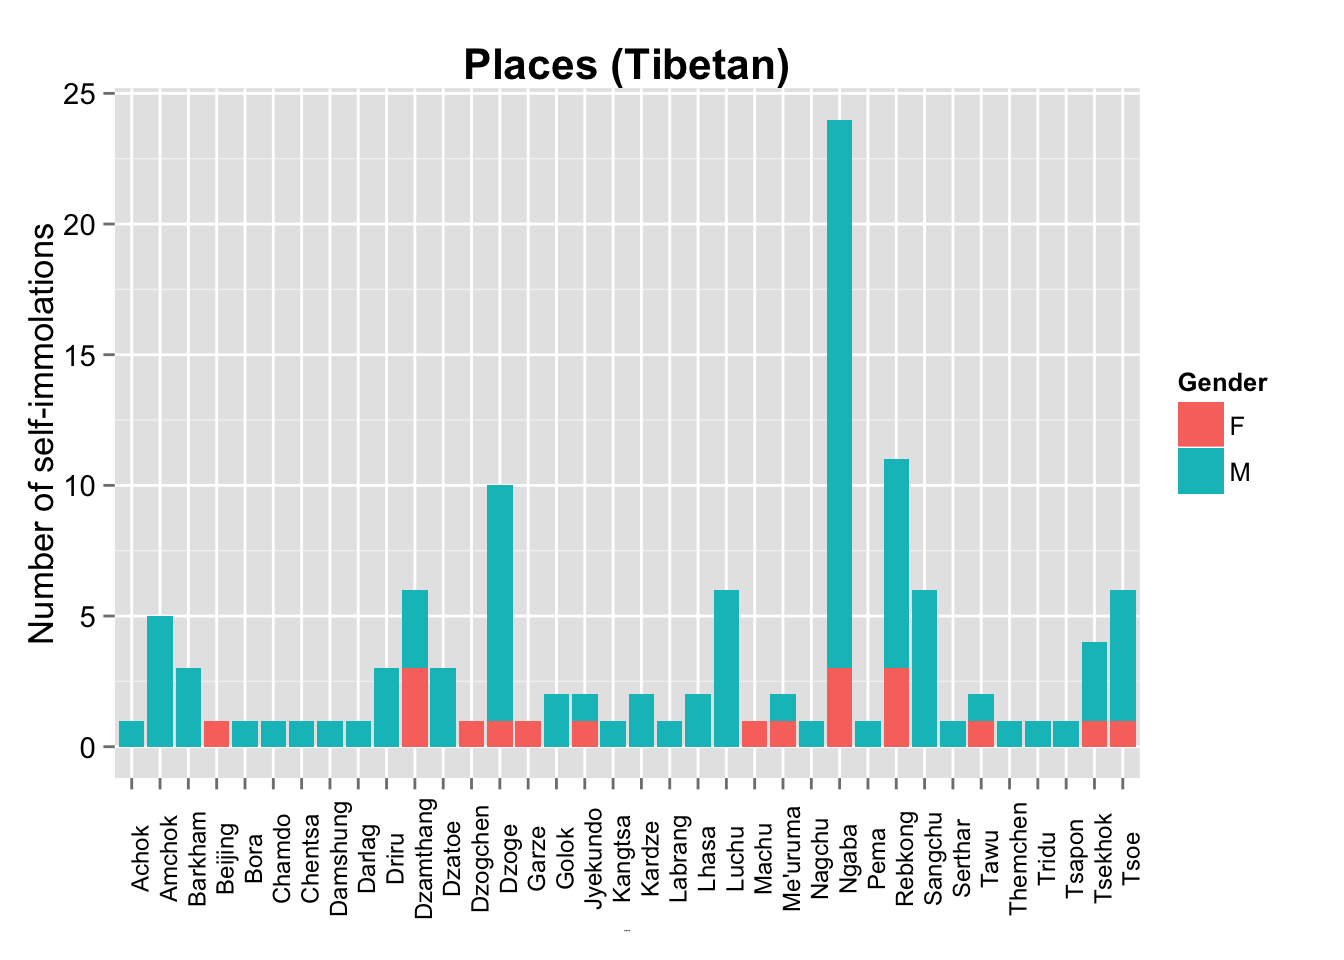 Places (Tibetan)
Number of self-immolations
25
20
15
10
5
0
Achok
Amchok
Barkham
Beijing
Bora
Chamdo
Chentsa
Damshung
Darlag
Driru
Dzamthang
Dzatoe
Dzogchen
Dzoge
Garze
Golok
Jyekundo
Kangtsa
Kardze
Labrang
Lhasa
Luchu
Machu
Me'uruma
Nagchu
Ngaba
Pema
Rebkong
Sangchu
Serthar
Tawu
Themchen
Tridu
Tsapon
Tsekhok
Tsoe
Gender
F
M